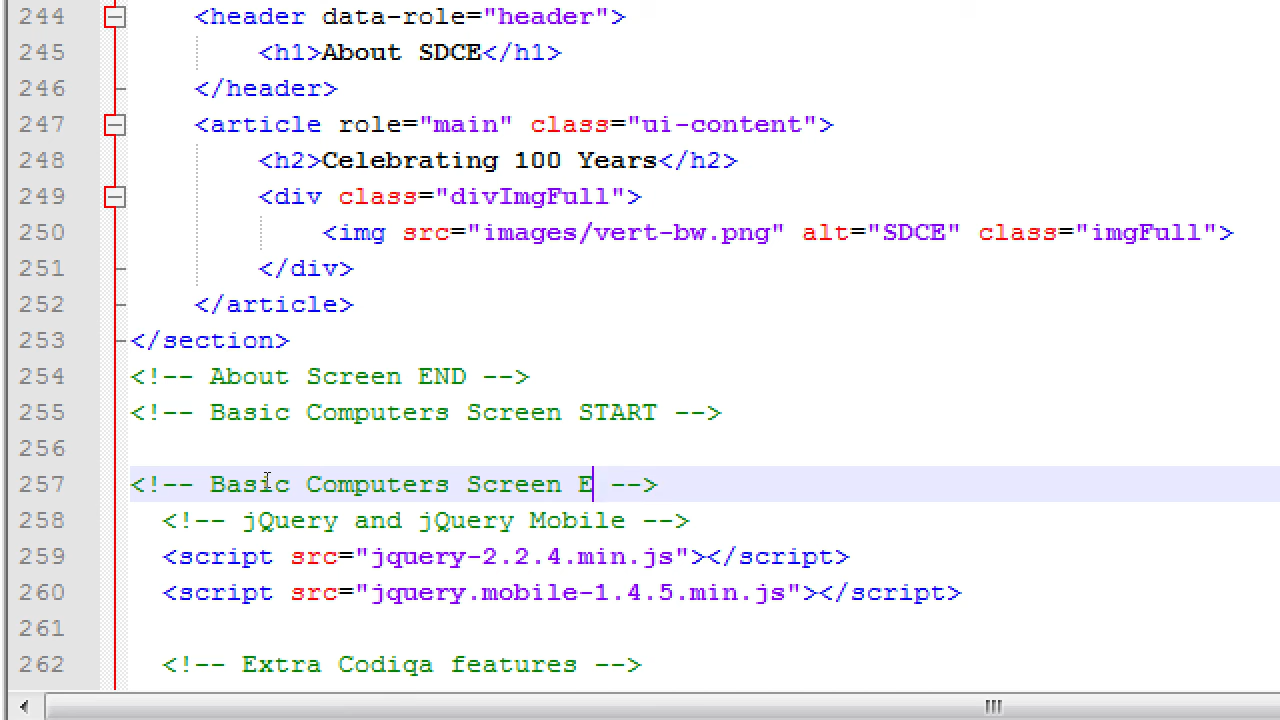 244 <header data-role="header">
245 <h1>About SDCE</h1>
246 </header>
247 <article role="main" class="ui-content">
248 <h2>Celebrating 100 Years</h2>
249 <div class="divImgFull">
250 <img src="images/vert-bw.png" alt="SDCE" class="imgFull">
251 </div>
252 </article>
253 </section>
254 <!-- About Screen END -->
255 <!-- Basic Computers Screen START -->
256
257 <!-- Basic Computers Screen E -->
258 <!-- jQuery and jQuery Mobile -->
259 <script src="jquery-2.2.4.min.js"></script>
260 <script src="jquery.mobile-1.4.5.min.js"></script>
261
262 <!-- Extra Codiqa features -->